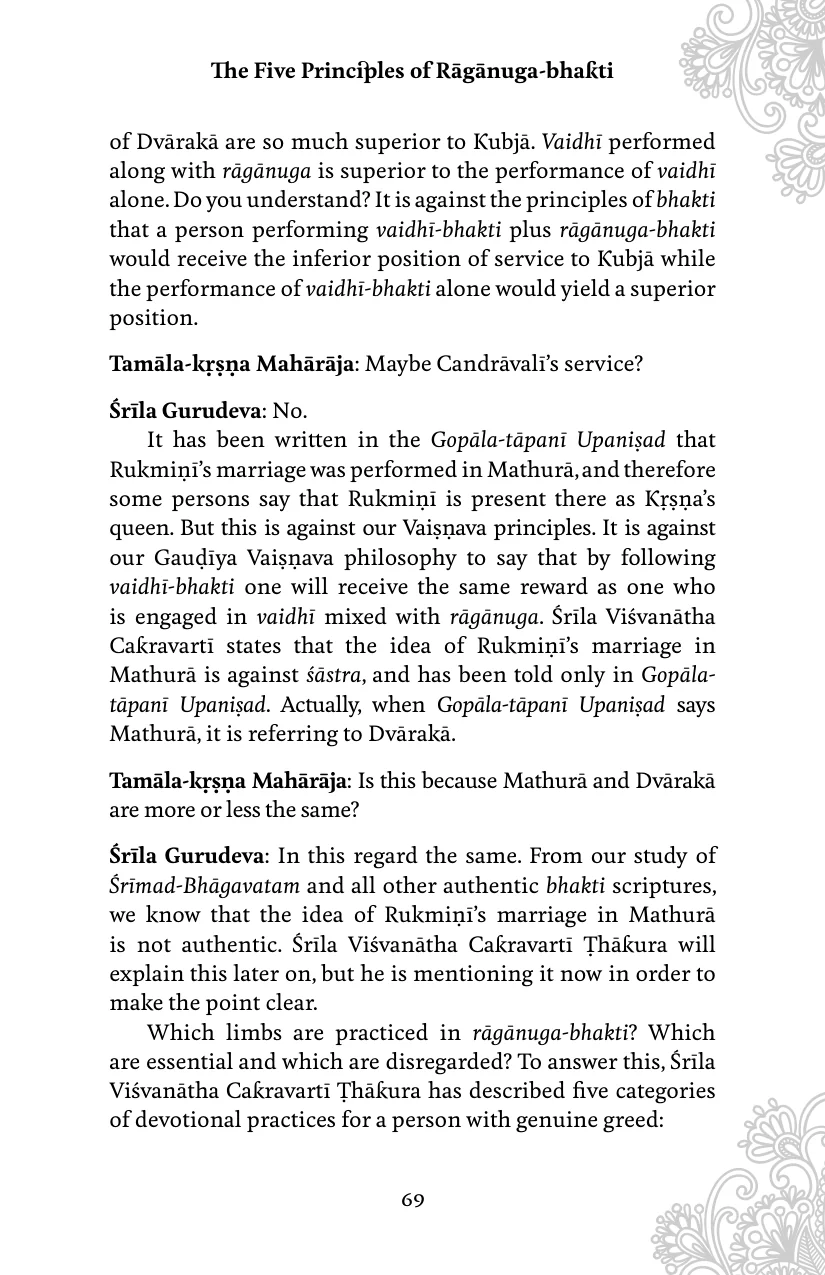 The Five Principles of Rāgānuga-bhakti
of Dvārakā are so much superior to Kubjā. Vaidhī performed
along with rāgānuga is superior to the performance of vaidhī
alone. Do you understand? It is against the principles of bhakti
that a person performing vaidhī-bhakti plus rāgānuga-bhakti
would receive the inferior position of service to Kubjā while
the performance of vaidhī-bhakti alone would yield a superior
position.
Tamāla-kṛṣṇa Mahārāja: Maybe Candrāvalī’s service?
Śrīla Gurudeva: No.
It has been written in the Gopāla-tāpanī Upaniṣad that
Rukmiṇī’s marriage was performed in Mathurā, and therefore
some persons say that Rukmiṇī is present there as Kṛṣṇa’s
queen. But this is against our Vaiṣṇava principles. It is against
our Gauḍīya Vaiṣṇava philosophy to say that by following
vaidhī-bhakti one will receive the same reward as one who
is engaged in vaidhī mixed with rāgānuga. Śrīla Viśvanātha
Cakravartī states that the idea of Rukmiṇī’s marriage in
Mathurā is against śāstra, and has been told only in Gopāla-
tāpanī Upaniṣad. Actually, when Gopāla-tāpanī Upaniṣad says
Mathurā, it is referring to Dvārakā.
Tamāla-kṛṣṇa Mahārāja: Is this because Mathurā and Dvārakā
are more or less the same?
Śrīla Gurudeva: In this regard the same. From our study of
Śrīmad-Bhāgavatam and all other authentic bhakti scriptures,
we know that the idea of Rukmiṇī’s marriage in Mathurā
is not authentic. Śrīla Viśvanātha Cakravartī Ṭhākura will
explain this later on, but he is mentioning it now in order to
make the point clear.
Which limbs are practiced in rāgānuga-bhakti? Which
are essential and which are disregarded? To answer this, Śrīla
Viśvanātha Cakravartī Ṭhākura has described five categories
of devotional practices for a person with genuine greed:
69